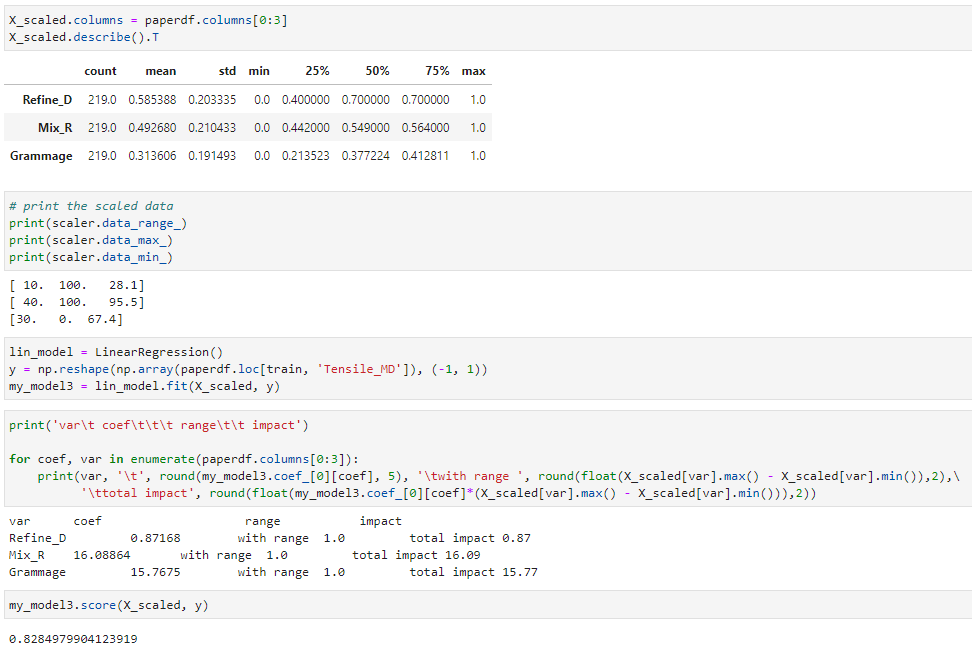 X_scaled.columns = paperdf.columns[0:3]
X_scaled.describe().T
count mean std min 25% 50% 75% max
Refine_D 219.0 0.585388 0.203335 0.0 0.400000 0.700000 0.700000 1.0
Mix_R 219.0 0.492680 0.210433 0.0 0.442000 0.549000 0.564000 1.0
Grammage 219.0 0.313606 0.191493 0.0 0.213523 0.377224 0.412811 1.0
# print the scaled data
print(scaler.data_range_)
print(scaler.data_max_)
print(scaler.data_min_)
[ 10. 100. 28.1]
[ 40. 100. 95.5]
[30. 0. 67.4]
lin_model = LinearRegression()
y = np.reshape(np.array(paperdf.loc[train, 'Tensile_MD']), (-1, 1))
my_model3 = lin_model.fit(X_scaled, y)
print('var\t coef\t\t\t range\t\t impact')
for coef, var in enumerate(paperdf.columns[0:3]):
print(var, '\t', round(my_model3.coef_[0][coef], 5), '\twith range ', round(float(X_scaled[var].max() - X_scaled[var].min()),2),\
'\ttotal impact', round(float(my_model3.coef_[0][coef]*(X_scaled[var].max() - X_scaled[var].min())),2))
var coef range impact
Refine_D 0.87168 with range 1.0 total impact 0.87
Mix_R 16.08864 with range 1.0 total impact 16.09
Grammage 15.7675 with range 1.0 total impact 15.77
my_model3.score(X_scaled, y)
0.8284979904123919